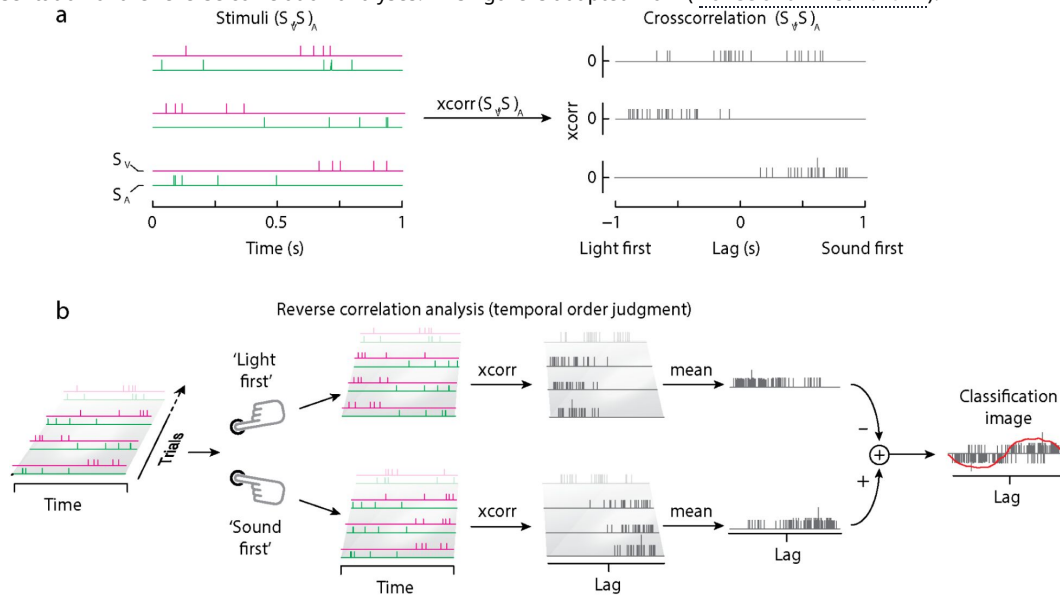 a
Stimuli (S_V, S_A)
Crosscorrelation (S_V, S_A)
xcorr(S_V, S_A)
S_V
S_A
0
0.5
1
Time (s)
xcorr
0
0
0
−1
0
1
Light first
Lag (s)
Sound first
b
Reverse correlation analysis (temporal order judgment)
Trials
Time
‘Light
first’
‘Sound
first’
xcorr
mean
xcorr
mean
Time
Lag
Lag
−
+
+
Classification
image
Lag